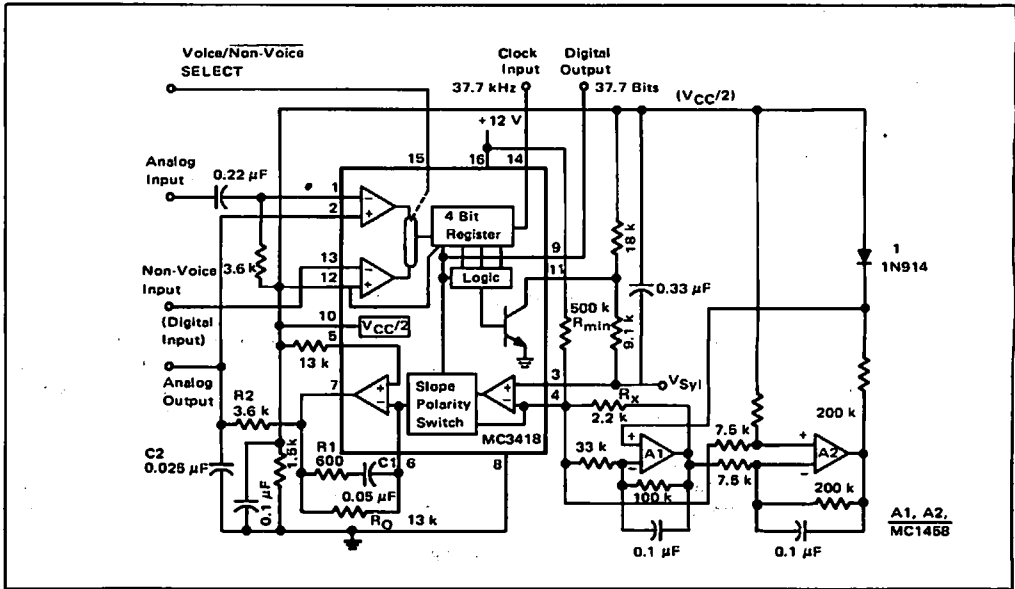 Voice/Non-Voice
SELECT
Clock
Input
37.7 kHz
Digital
Output
37.7 Bits
(VCC/2)
+12 V
15
16
14
Analog
Input
0.22 µF
1
2
4 Bit
Register
9
18 k
1
1N914
Non-Voice
Input
(Digital
Input)
3.6 k
13
12
Logic
11
0.33 µF
500 k
Rmin
9.1 k
10
VCC/2
5
13 k
Analog
Output
7
Slope
Polarity
Switch
3
4
VSyl
RX
2.2 k
R2
3.6 k
MC3418
7.5 k
200 k
A1
A2
33 k
7.5 k
C2
0.026 µF
1.5 k
R1
600
C1
6
8
100 k
200 k
0.1 µF
0.05 µF
RQ
13 k
0.1 µF
0.1 µF
A1, A2,
MC1458